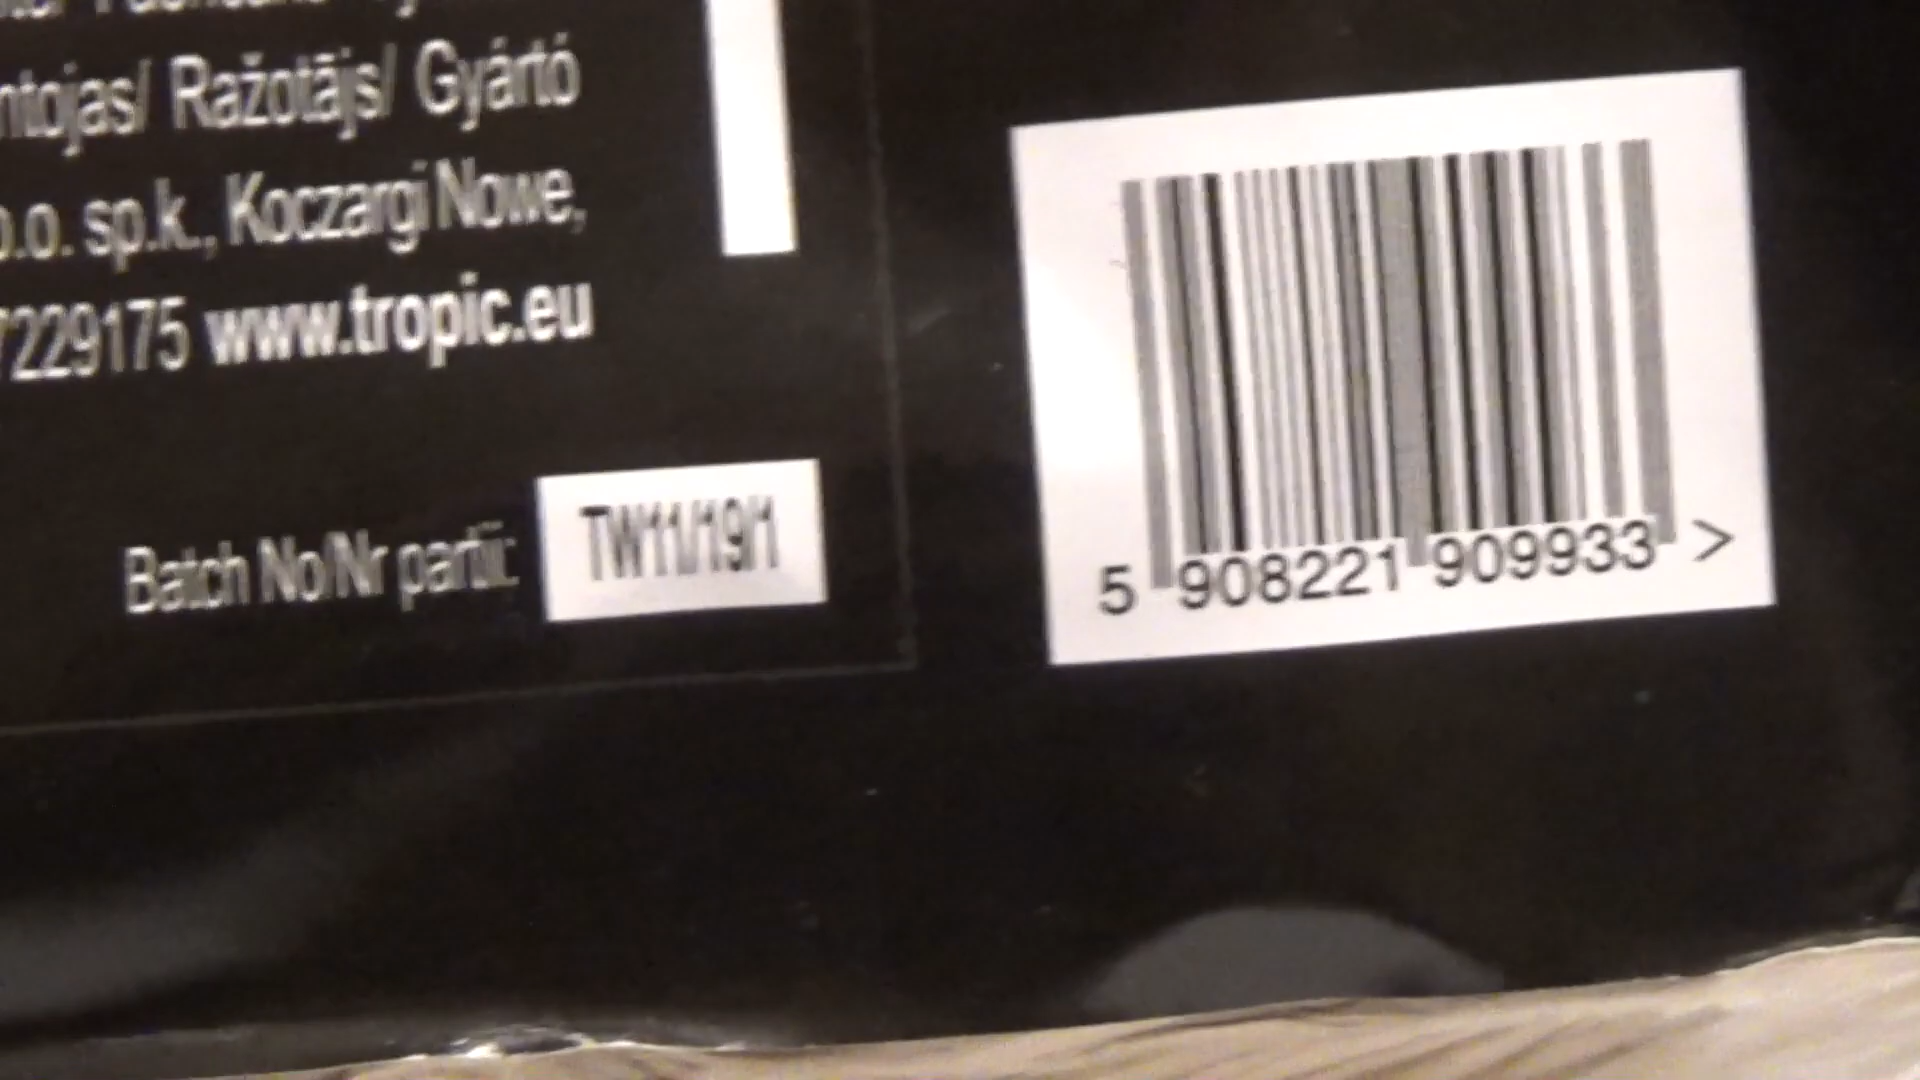 ntojas/ Ražotājs/ Gyártó
o.o. sp.k., Koczargi Nowe,
7229175 www.tropic.eu
Batch No/Nr partii: TW11/19/1
5 908221 909933 >